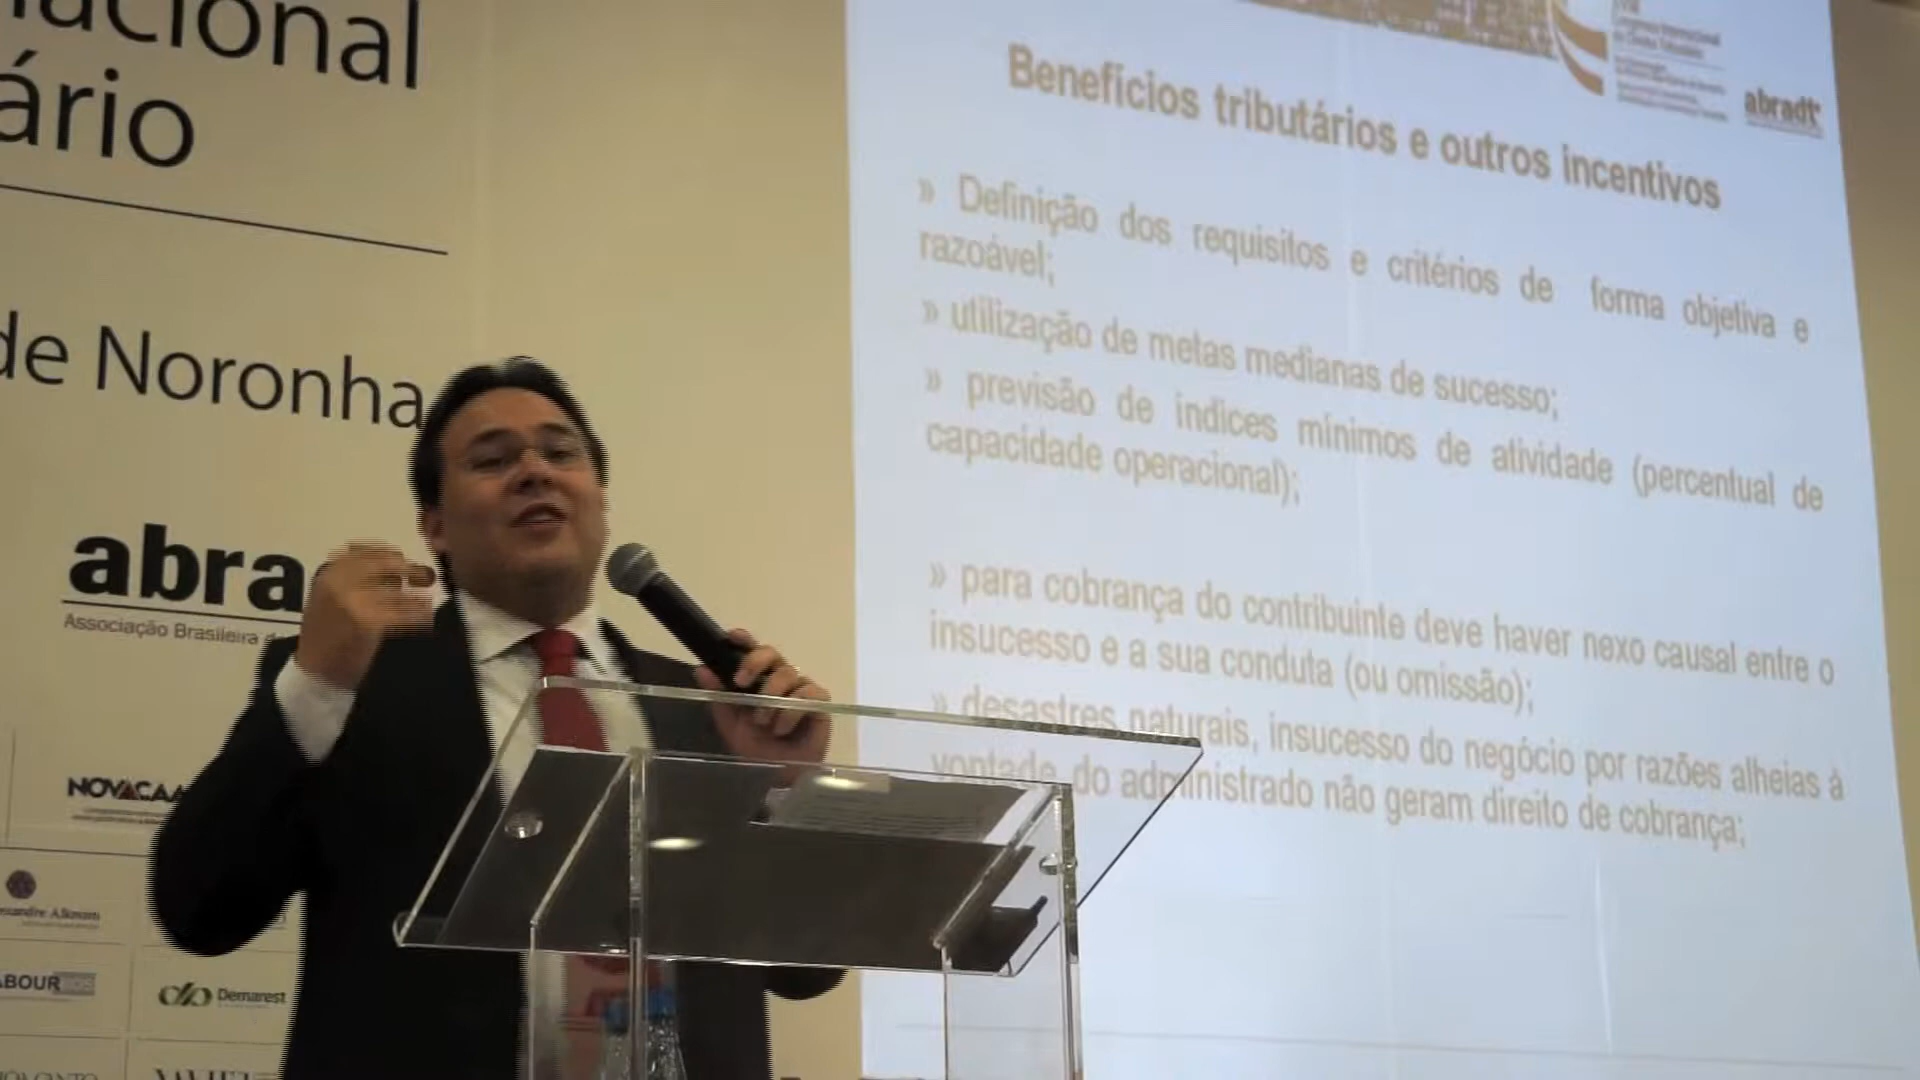 nacional
ário
de Noronha
abra
Associação Brasileira de
NOVACA
Demarest
abradt
Benefícios tributários e outros incentivos
» Definição dos requisitos e critérios de forma objetiva e
razoável;
» utilização de metas medianas de sucesso;
» previsão de índices mínimos de atividade (percentual de
capacidade operacional);
» para cobrança do contribuinte deve haver nexo causal entre o
insucesso e a sua conduta (ou omissão);
» desastres naturais, insucesso do negócio por razões alheias à
vontade do administrado não geram direito de cobrança;